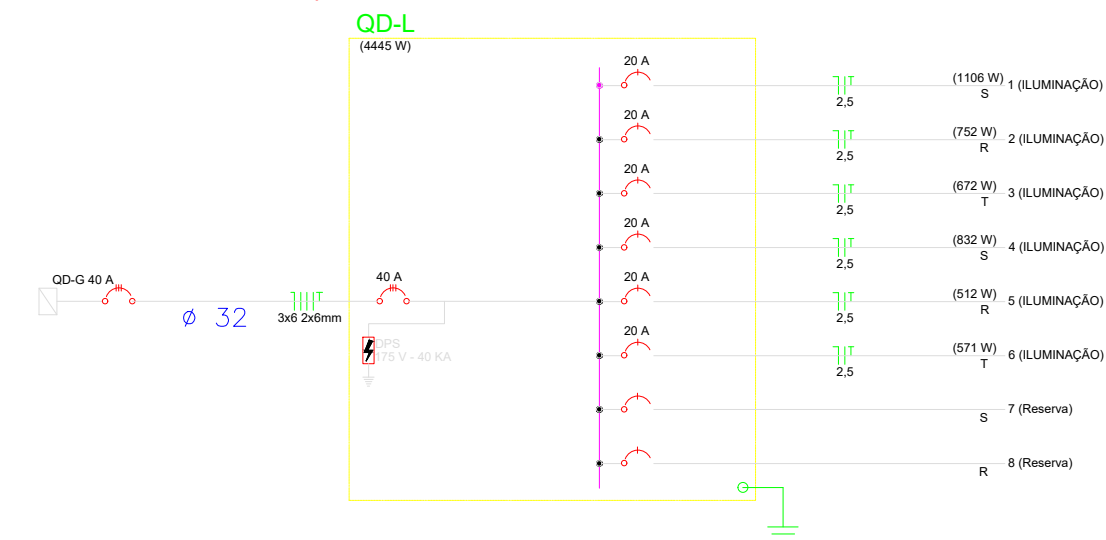 QD-L
(4445 W)
20 A
(1106 W)
S
1 (ILUMINAÇÃO)
2,5
20 A
(752 W)
R
2 (ILUMINAÇÃO)
2,5
20 A
(672 W)
T
3 (ILUMINAÇÃO)
2,5
20 A
(832 W)
S
4 (ILUMINAÇÃO)
2,5
QD-G 40 A
T
3x6 2x6mm
ø 32
40 A
20 A
(512 W)
R
5 (ILUMINAÇÃO)
2,5
DPS
175 V - 40 KA
20 A
(571 W)
T
6 (ILUMINAÇÃO)
2,5
S
7 (Reserva)
R
8 (Reserva)